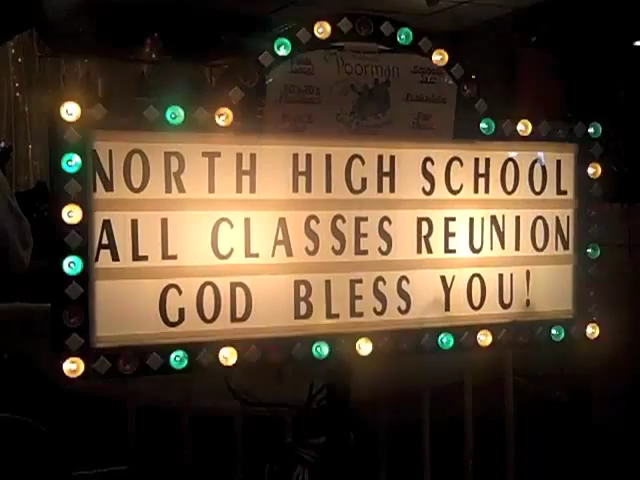 Poorman
NORTH HIGH SCHOOL
ALL CLASSES REUNION
GOD BLESS YOU!